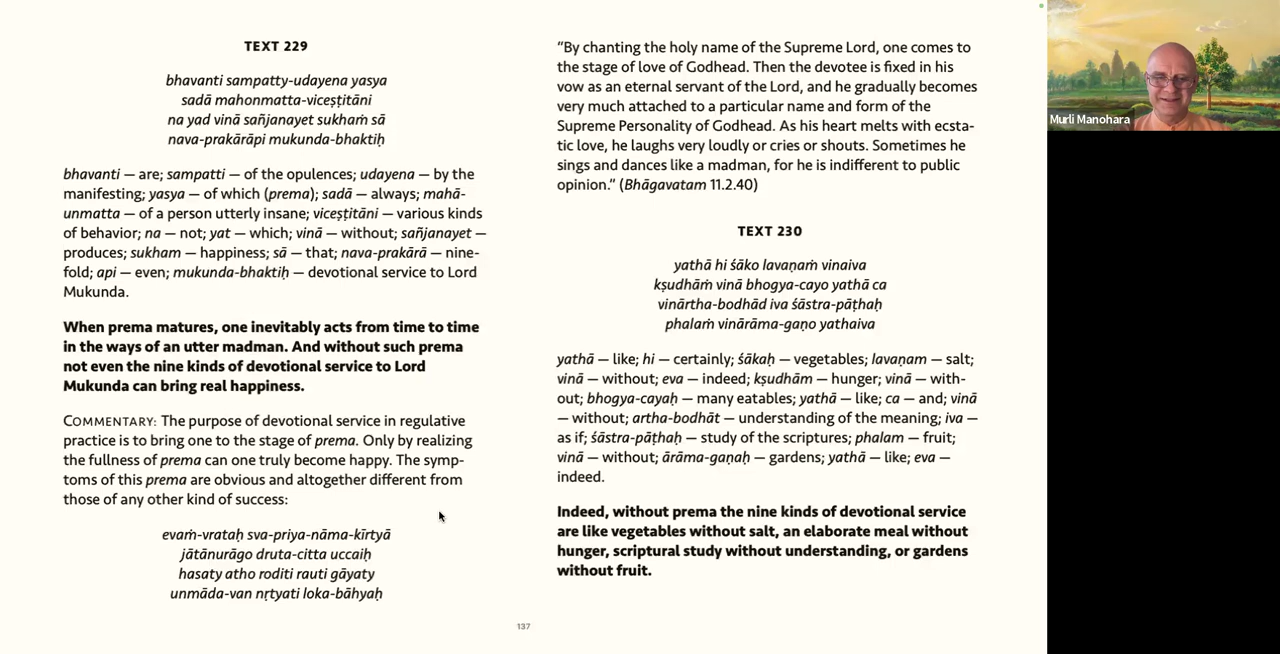 TEXT 229
bhavanti sampatty-udayena yasya
sadā mahonmatta-viceṣṭitāni
na yad vinā sañjanayet sukhaṁ sā
nava-prakārāpi mukunda-bhaktiḥ
bhavanti — are; sampatti — of the opulences; udayena — by the
manifesting; yasya — of which (prema); sadā — always; mahā-
unmatta — of a person utterly insane; viceṣṭitāni — various kinds
of behavior; na — not; yat — which; vinā — without; sañjanayet —
produces; sukham — happiness; sā — that; nava-prakārā — nine-
fold; api — even; mukunda-bhaktiḥ — devotional service to Lord
Mukunda.
When prema matures, one inevitably acts from time to time
in the ways of an utter madman. And without such prema
not even the nine kinds of devotional service to Lord
Mukunda can bring real happiness.
COMMENTARY: The purpose of devotional service in regulative
practice is to bring one to the stage of prema. Only by realizing
the fullness of prema can one truly become happy. The symp-
toms of this prema are obvious and altogether different from
those of any other kind of success:
evaṁ-vrataḥ sva-priya-nāma-kīrtyā
jātānurāgo druta-citta uccaiḥ
hasaty atho roditi rauti gāyaty
unmāda-van nṛtyati loka-bāhyaḥ
“By chanting the holy name of the Supreme Lord, one comes to
the stage of love of Godhead. Then the devotee is fixed in his
vow as an eternal servant of the Lord, and he gradually becomes
very much attached to a particular name and form of the
Supreme Personality of Godhead. As his heart melts with ecsta-
tic love, he laughs very loudly or cries or shouts. Sometimes he
sings and dances like a madman, for he is indifferent to public
opinion.” (Bhāgavatam 11.2.40)
TEXT 230
yathā hi śāko lavaṇaṁ vinaiva
kṣudhāṁ vinā bhogya-cayo yathā ca
vinārtha-bodhād iva śāstra-pāṭhaḥ
phalaṁ vinārāma-gaṇo yathaiva
yathā — like; hi — certainly; śākaḥ — vegetables; lavaṇam — salt;
vinā — without; eva — indeed; kṣudhām — hunger; vinā — with-
out; bhogya-cayaḥ — many eatables; yathā — like; ca — and; vinā
— without; artha-bodhāt — understanding of the meaning; iva —
as if; śāstra-pāṭhaḥ — study of the scriptures; phalam — fruit;
vinā — without; ārāma-gaṇaḥ — gardens; yathā — like; eva —
indeed.
Indeed, without prema the nine kinds of devotional service
are like vegetables without salt, an elaborate meal without
hunger, scriptural study without understanding, or gardens
without fruit.
137
Murli Manohara